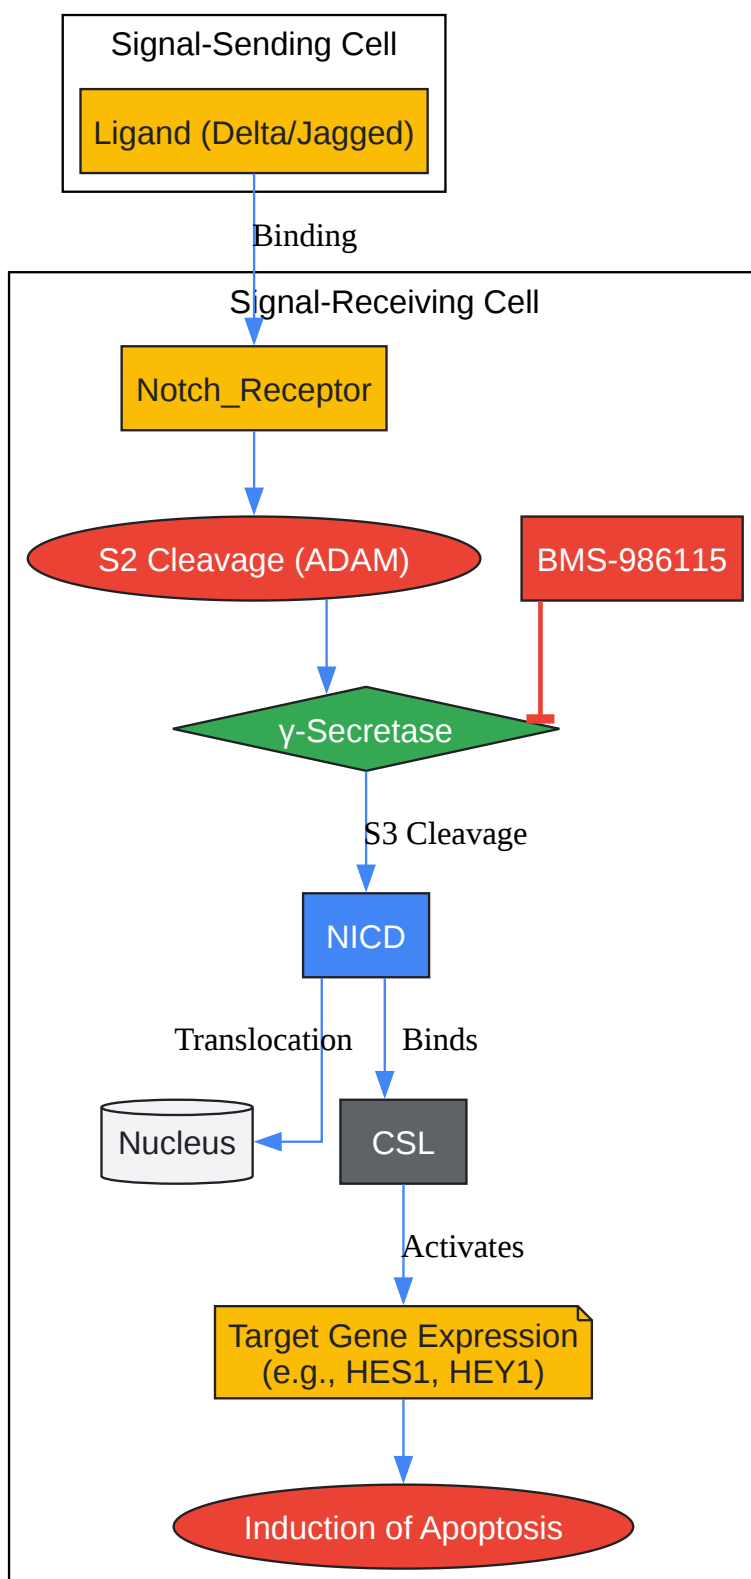 Signal-Sending Cell
Ligand (Delta/Jagged)
Binding
Signal-Receiving Cell
Notch_Receptor
S2 Cleavage (ADAM)
BMS-986115
γ-Secretase
S3 Cleavage
NICD
Translocation
Binds
Nucleus
CSL
Activates
Target Gene Expression
(e.g., HES1, HEY1)
Induction of Apoptosis